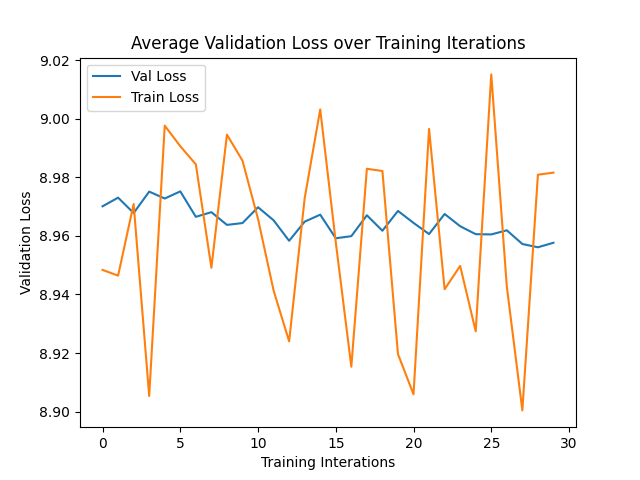 Average Validation Loss over Training Iterations
Val Loss
Train Loss
Validation Loss
9.02
9.00
8.98
8.96
8.94
8.92
8.90
0 5 10 15 20 25 30
Training Interations